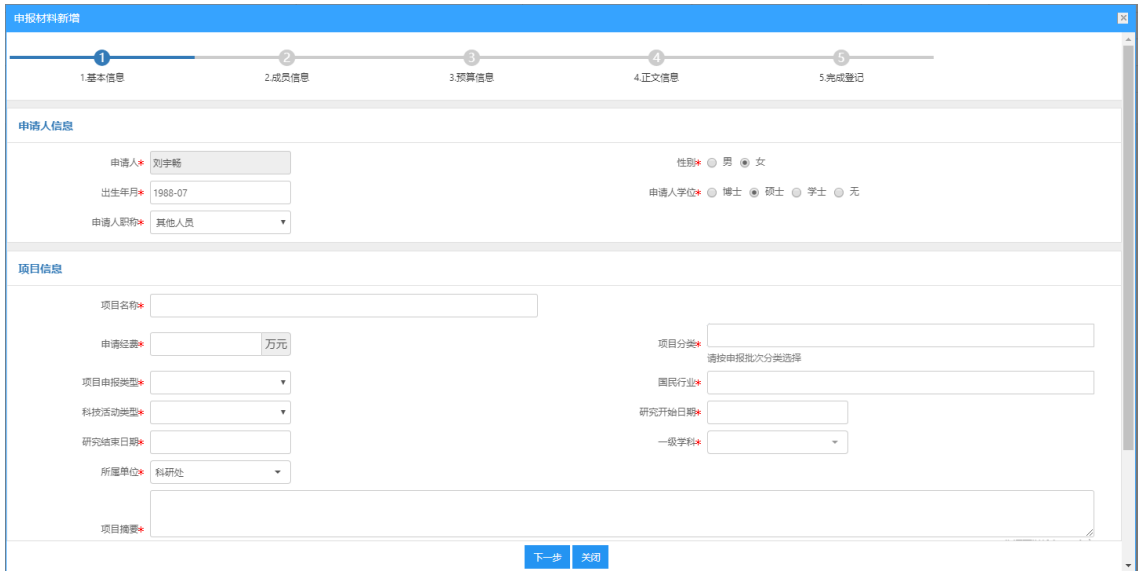 申报材料新增
1 2 3 4 5
1.基本信息 2.成员信息 3.预算信息 4.正文信息 5.完成登记
申请人信息
申请人* 刘宇畅 性别* 男 女
出生年月* 1988-07 申请人学位* 博士 硕士 学士 无
申请人职称* 其他人员
项目信息
项目名称*
申请经费* 万元 项目分类*
请按申报批次分类选择
项目申报类型* 国民行业*
科技活动类型* 研究开始日期*
研究结束日期* 一级学科*
所属单位* 科研处
项目摘要*
下一步 关闭